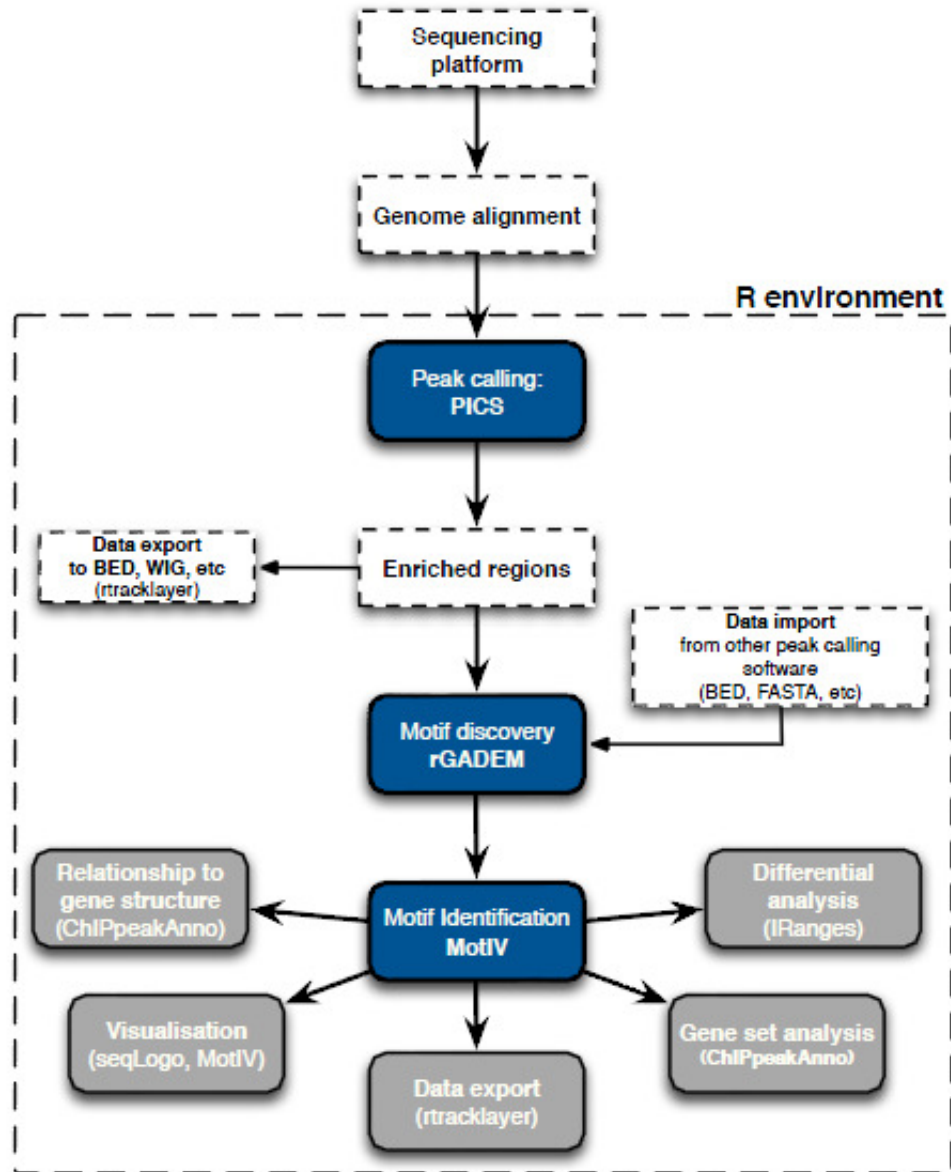 Sequencing
platform
Genome alignment
R environment
Peak calling:
PICS
Data export
to BED, WIG, etc
(rtracklayer)
Enriched regions
Data import
from other peak calling
software
(BED, FASTA, etc)
Motif discovery
rGADEM
Relationship to
gene structure
(ChIPpeakAnno)
Motif Identification
MotIV
Differential
analysis
(IRanges)
Visualisation
(seqLogo, MotIV)
Data export
(rtracklayer)
Gene set analysis
(ChIPpeakAnno)